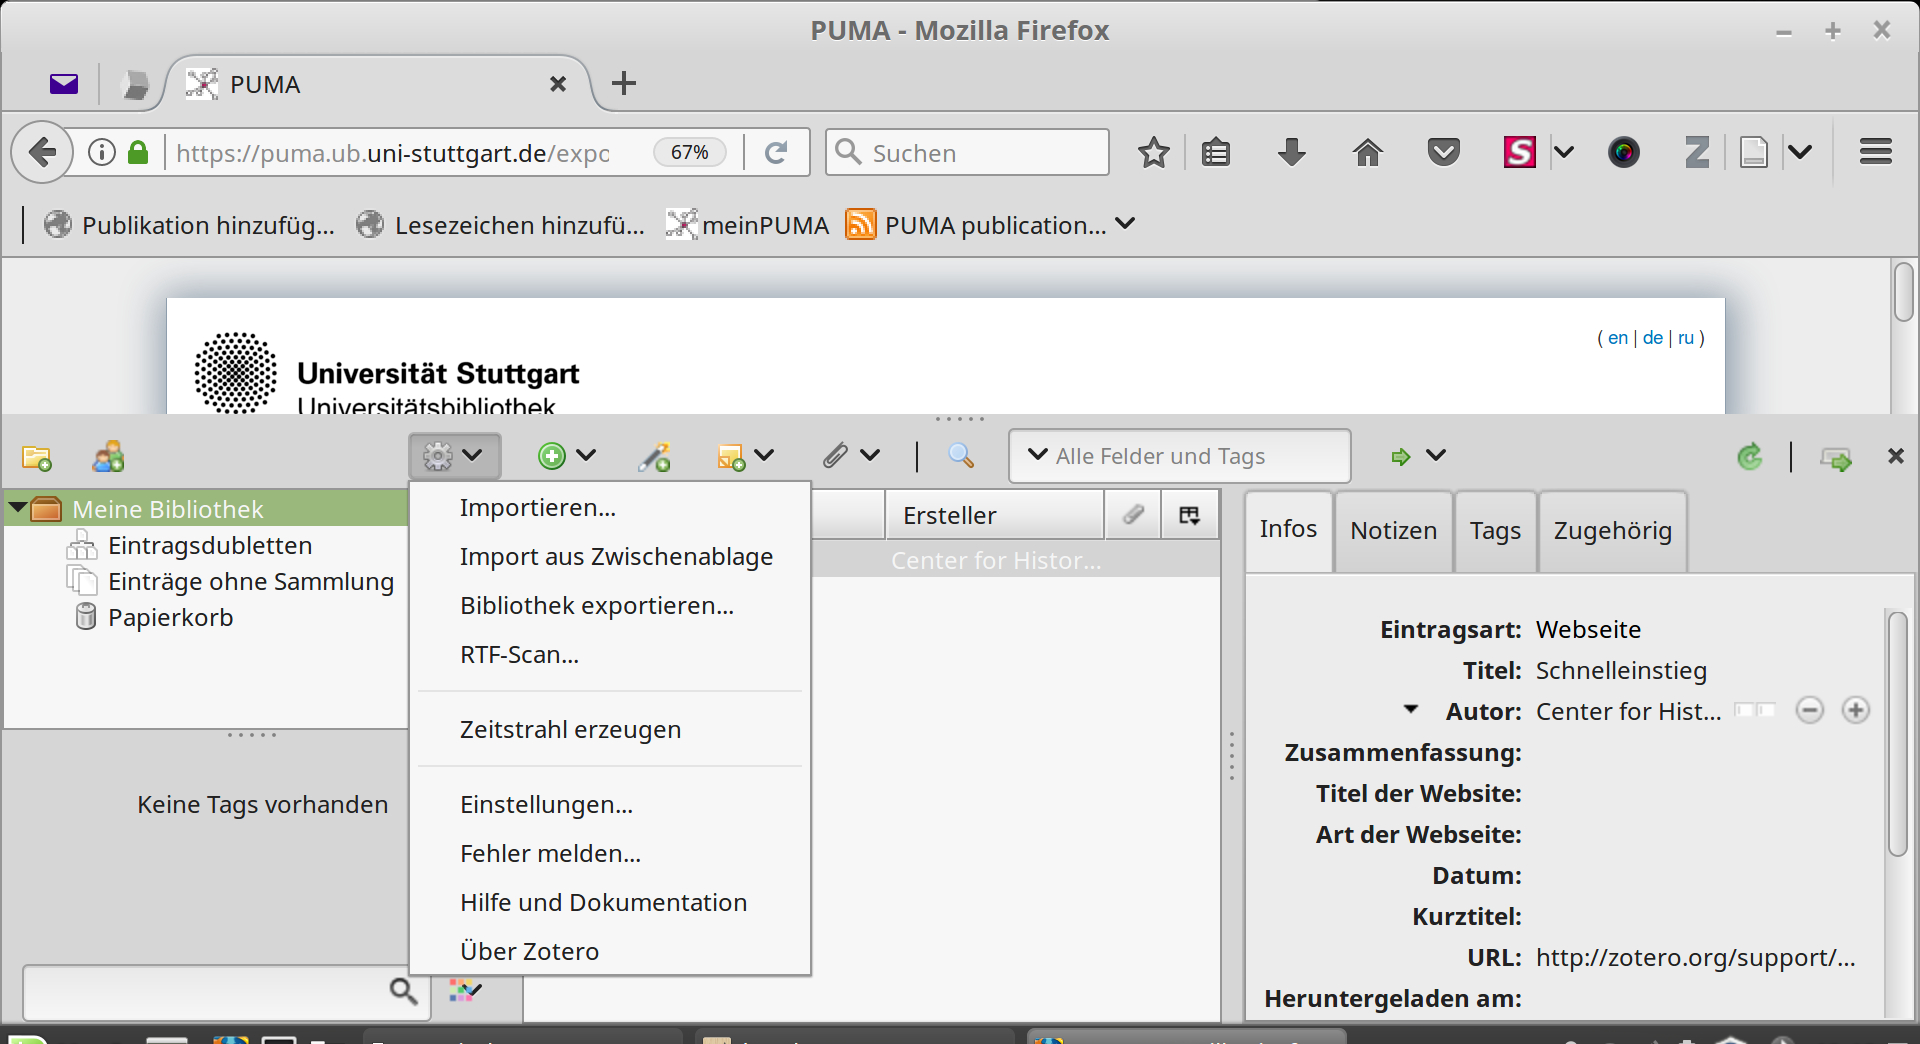 PUMA - Mozilla Firefox
PUMA
https://puma.ub.uni-stuttgart.de/expo
67%
Suchen
Publikation hinzufüg...
Lesezeichen hinzufü...
meinPUMA
PUMA publication...
( en | de | ru )
Universität Stuttgart
Universitätsbibliothek
Alle Felder und Tags
Meine Bibliothek
Eintragsdubletten
Einträge ohne Sammlung
Papierkorb
Keine Tags vorhanden
Importieren...
Import aus Zwischenablage
Bibliothek exportieren...
RTF-Scan...
Zeitstrahl erzeugen
Einstellungen...
Fehler melden...
Hilfe und Dokumentation
Über Zotero
Ersteller
Center for Histor...
Infos
Notizen
Tags
Zugehörig
Eintragsart: Webseite
Titel: Schnelleinstieg
Autor: Center for Hist...
Zusammenfassung:
Titel der Website:
Art der Webseite:
Datum:
Kurztitel:
URL: http://zotero.org/support/...
Heruntergeladen am: